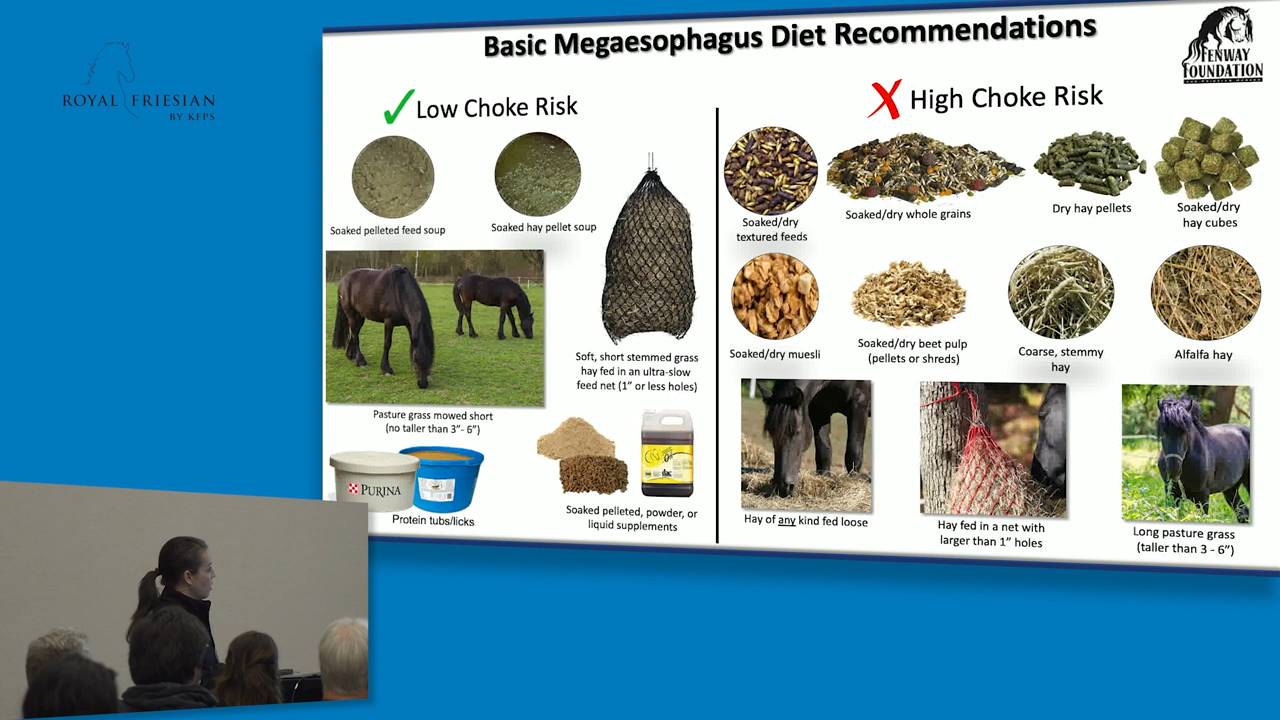 ROYAL FRIESIAN
BY KFPS
Basic Megaesophagus Diet Recommendations
FENWAY
FOUNDATION
Low Choke Risk
Soaked pelleted feed soup
Soaked hay pellet soup
Soft, short stemmed grass
hay fed in an ultra-slow
feed net (1” or less holes)
Pasture grass mowed short
(no taller than 3”- 6”)
PURINA
Protein tubs/licks
Soaked pelleted, powder, or
liquid supplements
High Choke Risk
Soaked/dry
textured feeds
Soaked/dry whole grains
Dry hay pellets
Soaked/dry
hay cubes
Soaked/dry muesli
Soaked/dry beet pulp
(pellets or shreds)
Coarse, stemmy
hay
Alfalfa hay
Hay of any kind fed loose
Hay fed in a net with
larger than 1” holes
Long pasture grass
(taller than 3 - 6”)